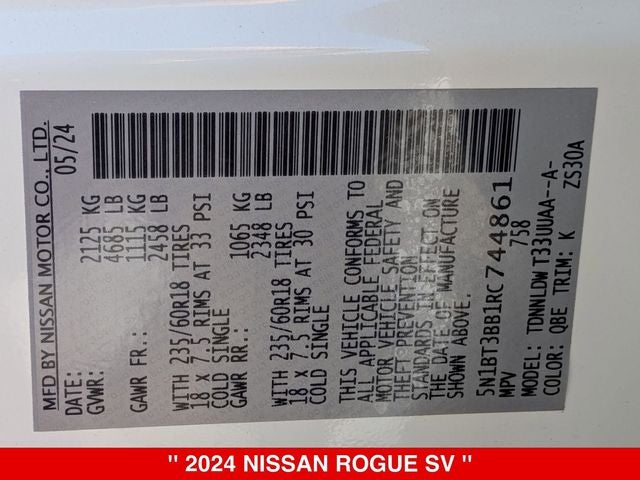 MFD BY NISSAN MOTOR CO., LTD.
DATE: 05/24
GVWR: 2125 KG
4685 LB
GAWR FR.: 1115 KG
2458 LB
WITH 235/60R18 TIRES
18 x 7.5 RIMS AT 33 PSI
COLD SINGLE
GAWR RR.: 1065 KG
2348 LB
WITH 235/60R18 TIRES
18 x 7.5 RIMS AT 30 PSI
COLD SINGLE
THIS VEHICLE CONFORMS TO
ALL APPLICABLE FEDERAL
MOTOR VEHICLE SAFETY AND
THEFT PREVENTION
STANDARDS IN EFFECT ON
THE DATE OF MANUFACTURE
SHOWN ABOVE.
5N1BT3BB1RC744861
MPV 758
MODEL: TDNNLDW T33UUAA--A-
COLOR: QBE TRIM: K ZS30A
" 2024 NISSAN ROGUE SV "